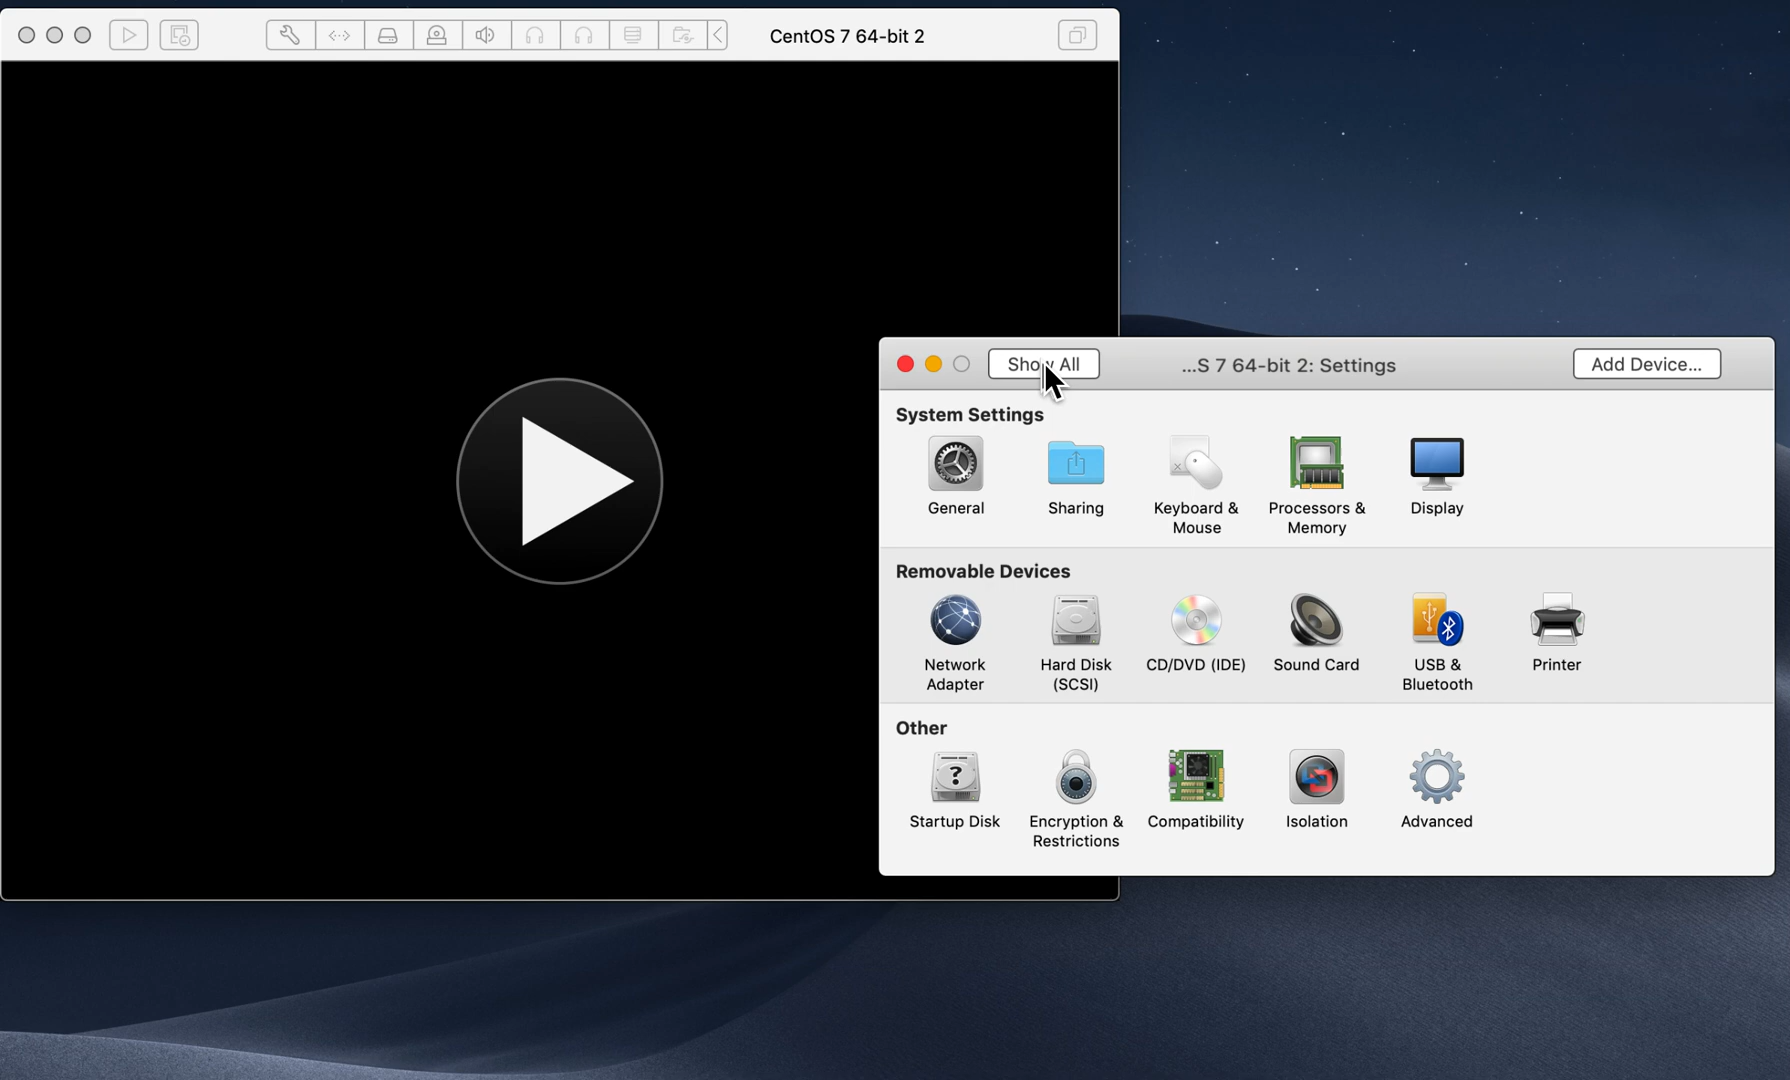 CentOS 7 64-bit 2
Show All
...S 7 64-bit 2: Settings
Add Device...
System Settings
General
Sharing
Keyboard &
Mouse
Processors &
Memory
Display
Removable Devices
Network
Adapter
Hard Disk
(SCSI)
CD/DVD (IDE)
Sound Card
USB &
Bluetooth
Printer
Other
Startup Disk
Encryption &
Restrictions
Compatibility
Isolation
Advanced